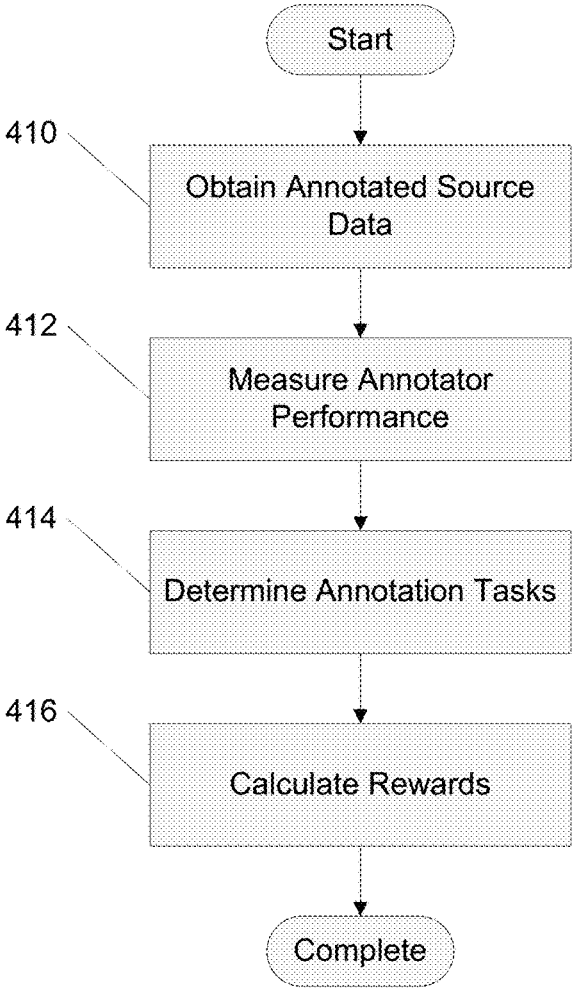 Start
410
Obtain Annotated Source
Data
412
Measure Annotator
Performance
414
Determine Annotation Tasks
416
Calculate Rewards
Complete